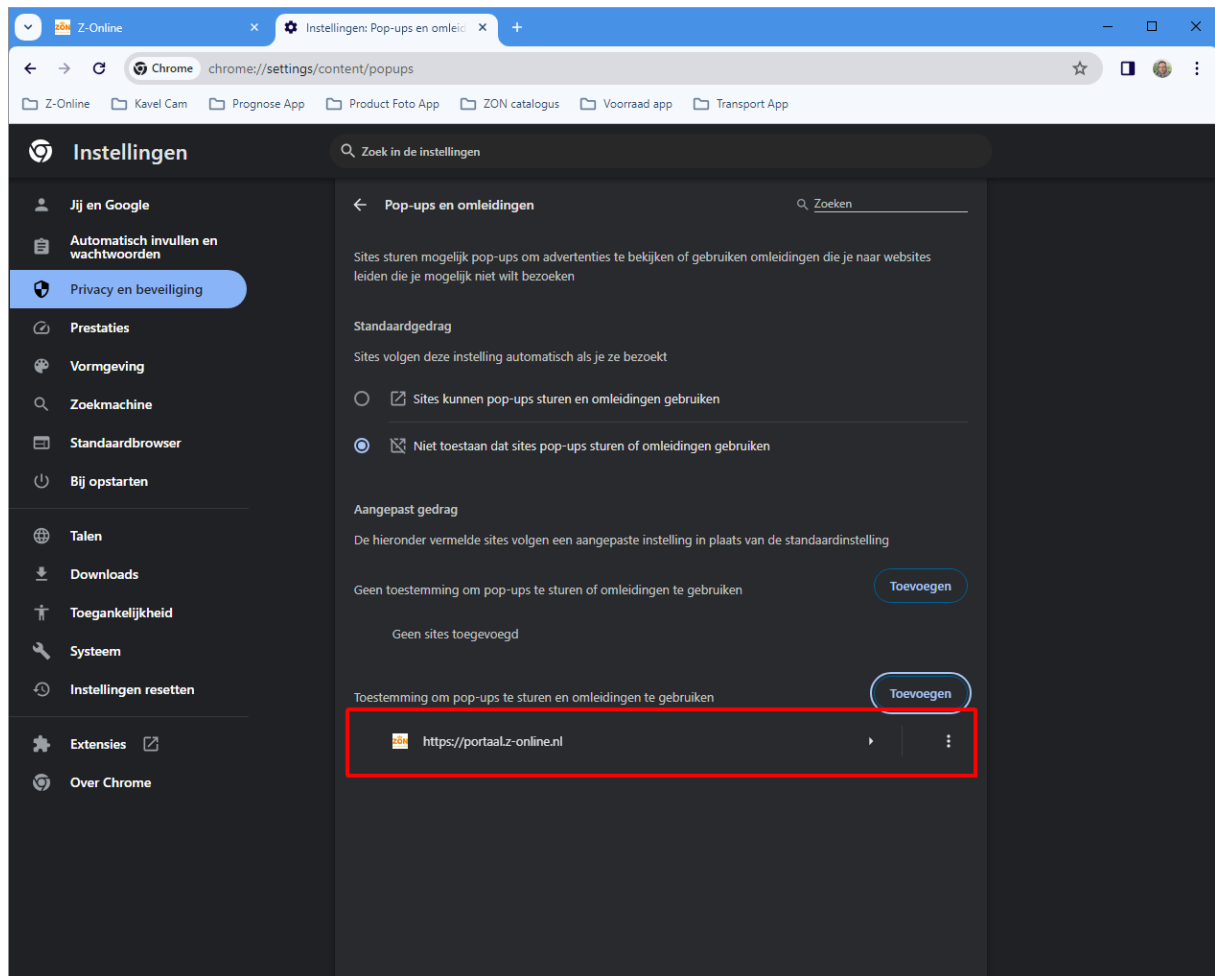 ZON Z-Online
Instellingen: Pop-ups en omleid
Chrome chrome://settings/content/popups
Z-Online Kavel Cam Prognose App Product Foto App ZON catalogus Voorraad app Transport App
Instellingen
Zoek in de instellingen
Jij en Google
Automatisch invullen en
wachtwoorden
Privacy en beveiliging
Prestaties
Vormgeving
Zoekmachine
Standaardbrowser
Bij opstarten
Talen
Downloads
Toegankelijkheid
Systeem
Instellingen resetten
Extensies
Over Chrome
Pop-ups en omleidingen
Zoeken
Sites sturen mogelijk pop-ups om advertenties te bekijken of gebruiken omleidingen die je naar websites
leiden die je mogelijk niet wilt bezoeken
Standaardgedrag
Sites volgen deze instelling automatisch als je ze bezoekt
Sites kunnen pop-ups sturen en omleidingen gebruiken
Niet toestaan dat sites pop-ups sturen of omleidingen gebruiken
Aangepast gedrag
De hieronder vermelde sites volgen een aangepaste instelling in plaats van de standaardinstelling
Geen toestemming om pop-ups te sturen of omleidingen te gebruiken
Toevoegen
Geen sites toegevoegd
Toestemming om pop-ups te sturen en omleidingen te gebruiken
Toevoegen
ZON https://portaal.z-online.nl